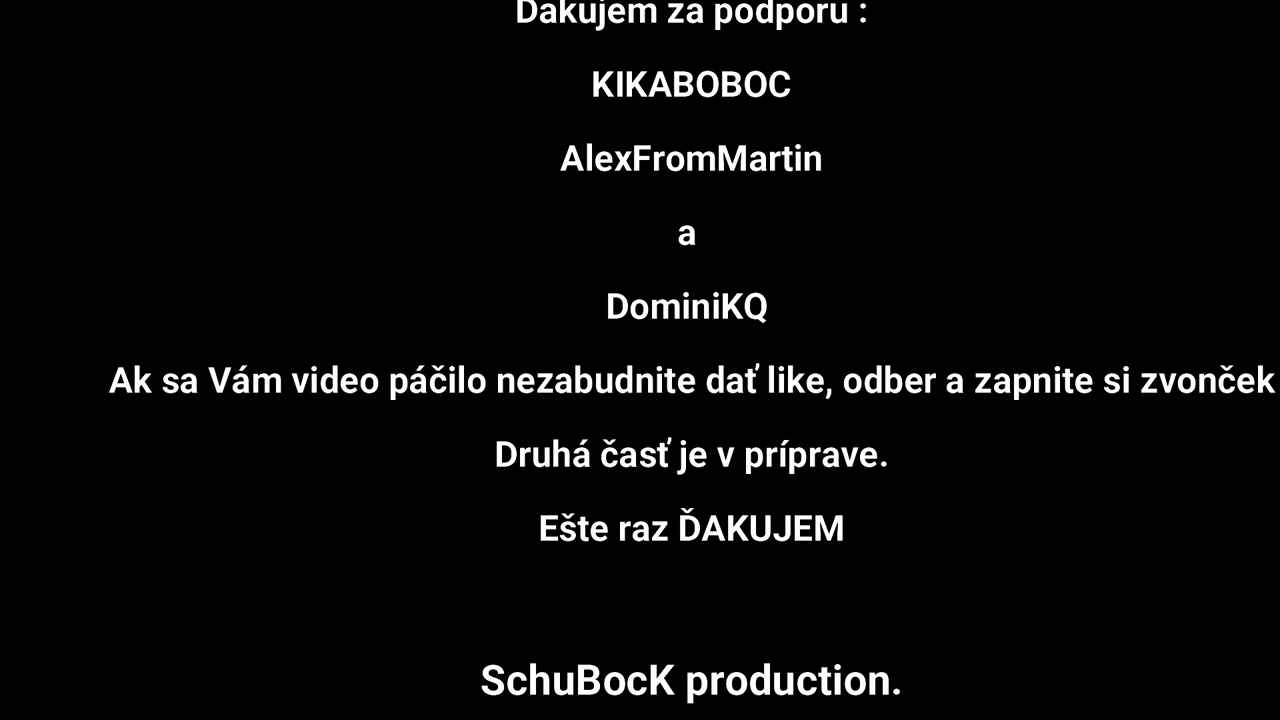 Ďakujem za podporu :
KIKABOBOC
AlexFromMartin
a
DominiKQ
Ak sa Vám video páčilo nezabudnite dať like, odber a zapnite si zvonček
Druhá časť je v príprave.
Ešte raz ĎAKUJEM
SchuBocK production.